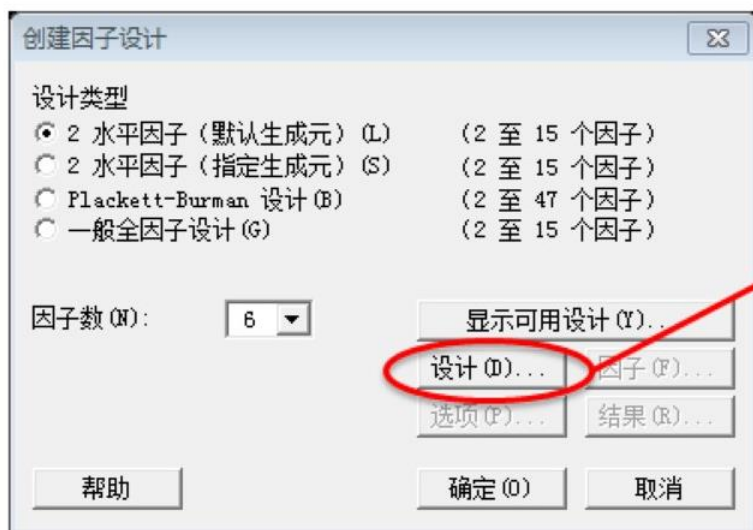 创建因子设计
设计类型
2 水平因子（默认生成元）(L) （2 至 15 个因子）
2 水平因子（指定生成元）(S) （2 至 15 个因子）
Plackett-Burman 设计(B) （2 至 47 个因子）
一般全因子设计(G) （2 至 15 个因子）
因子数(N): 6 显示可用设计(Y)...
设计(D)... 因子(F)...
选项(P)... 结果(R)...
帮助 确定(O) 取消